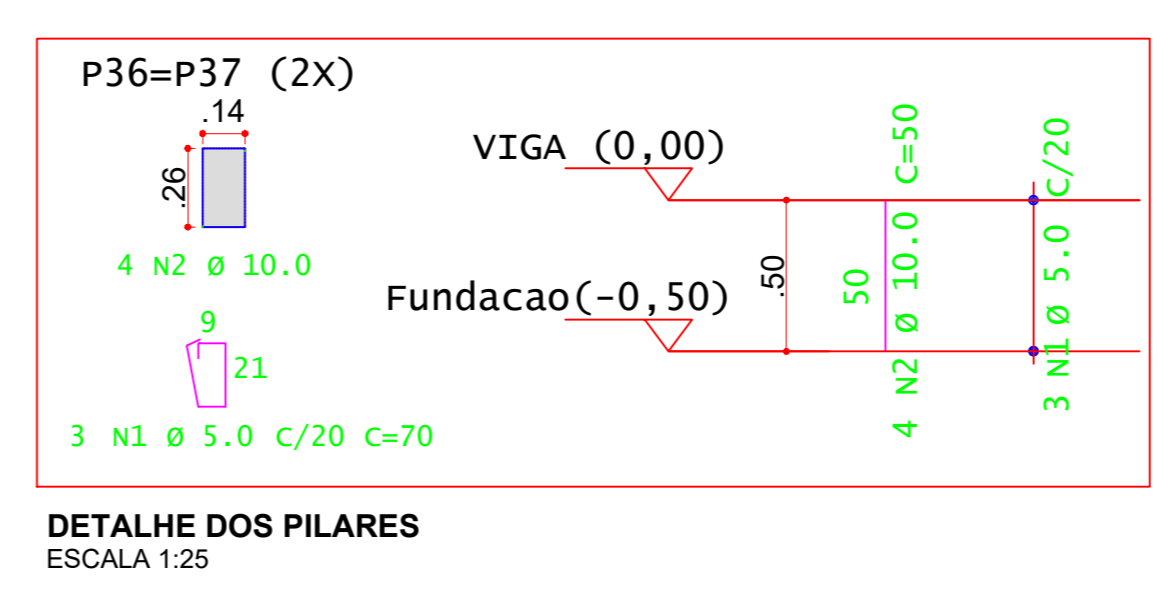 P36=P37 (2X)
.14
.26
4 N2 Ø 10.0
9
21
3 N1 Ø 5.0 C/20 C=70
VIGA (0,00)
Fundacao(-0,50)
.50
50
4 N2 Ø 10.0 C=50
3 N1 Ø 5.0 C/20
DETALHE DOS PILARES
ESCALA 1:25